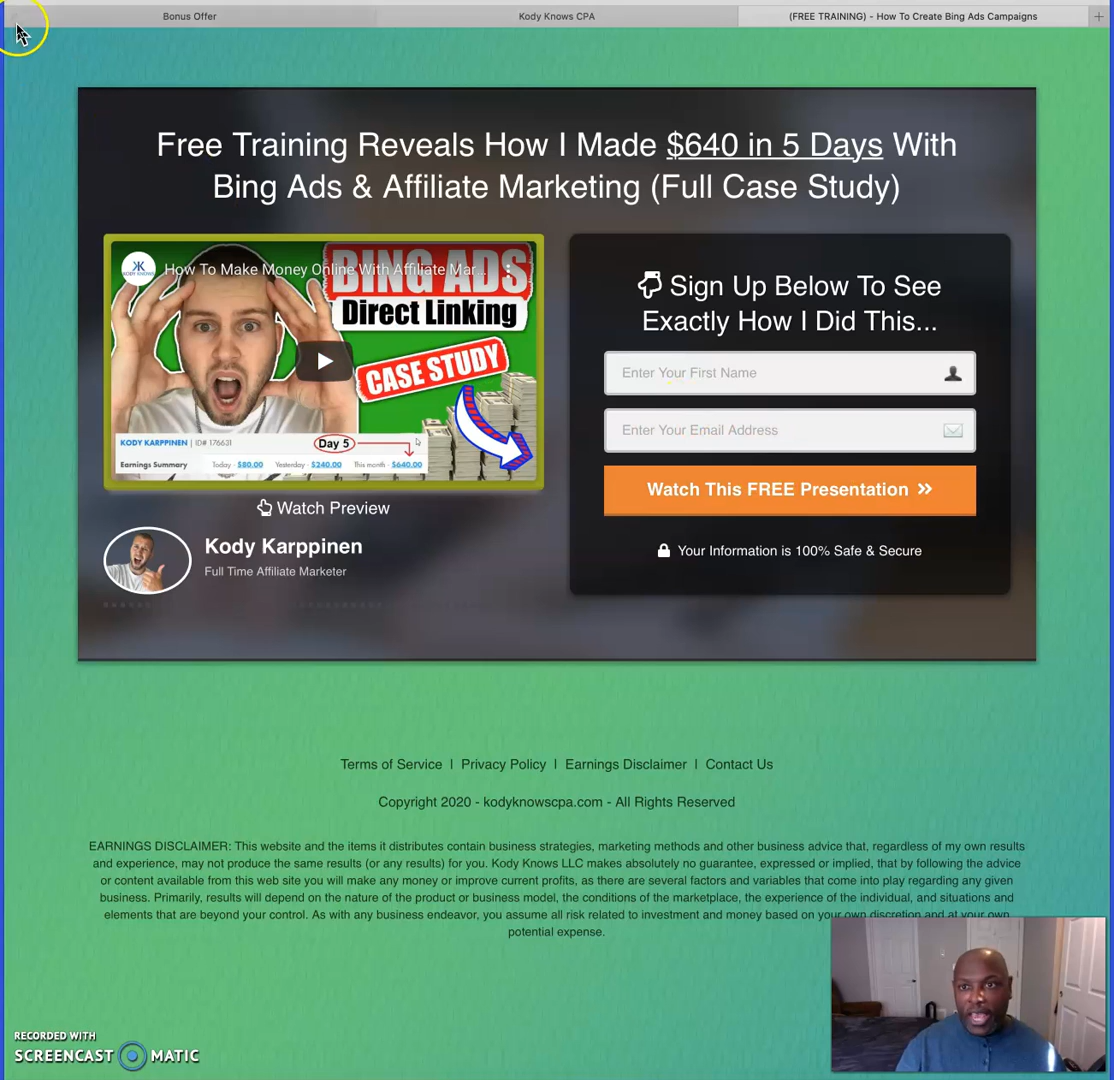 Bonus Offer
Kody Knows CPA
(FREE TRAINING) - How To Create Bing Ads Campaigns
Free Training Reveals How I Made $640 in 5 Days With
Bing Ads & Affiliate Marketing (Full Case Study)
KODY KNOWS
How To Make Money Online With Affiliate Mar...
BING ADS
Direct Linking
CASE STUDY
KODY KARPPINEN | ID# 176631
Day 5
Earnings Summary Today - $80.00 Yesterday - $240.00 This month - $640.00
Watch Preview
Kody Karppinen
Full Time Affiliate Marketer
Sign Up Below To See
Exactly How I Did This...
Enter Your First Name
Enter Your Email Address
Watch This FREE Presentation »
Your Information is 100% Safe & Secure
Terms of Service | Privacy Policy | Earnings Disclaimer | Contact Us
Copyright 2020 - kodyknowscpa.com - All Rights Reserved
EARNINGS DISCLAIMER: This website and the items it distributes contain business strategies, marketing methods and other business advice that, regardless of my own results
and experience, may not produce the same results (or any results) for you. Kody Knows LLC makes absolutely no guarantee, expressed or implied, that by following the advice
or content available from this web site you will make any money or improve current profits, as there are several factors and variables that come into play regarding any given
business. Primarily, results will depend on the nature of the product or business model, the conditions of the marketplace, the experience of the individual, and situations and
elements that are beyond your control. As with any business endeavor, you assume all risk related to investment and money based on your own discretion and at your own
potential expense.
RECORDED WITH
SCREENCAST MATIC